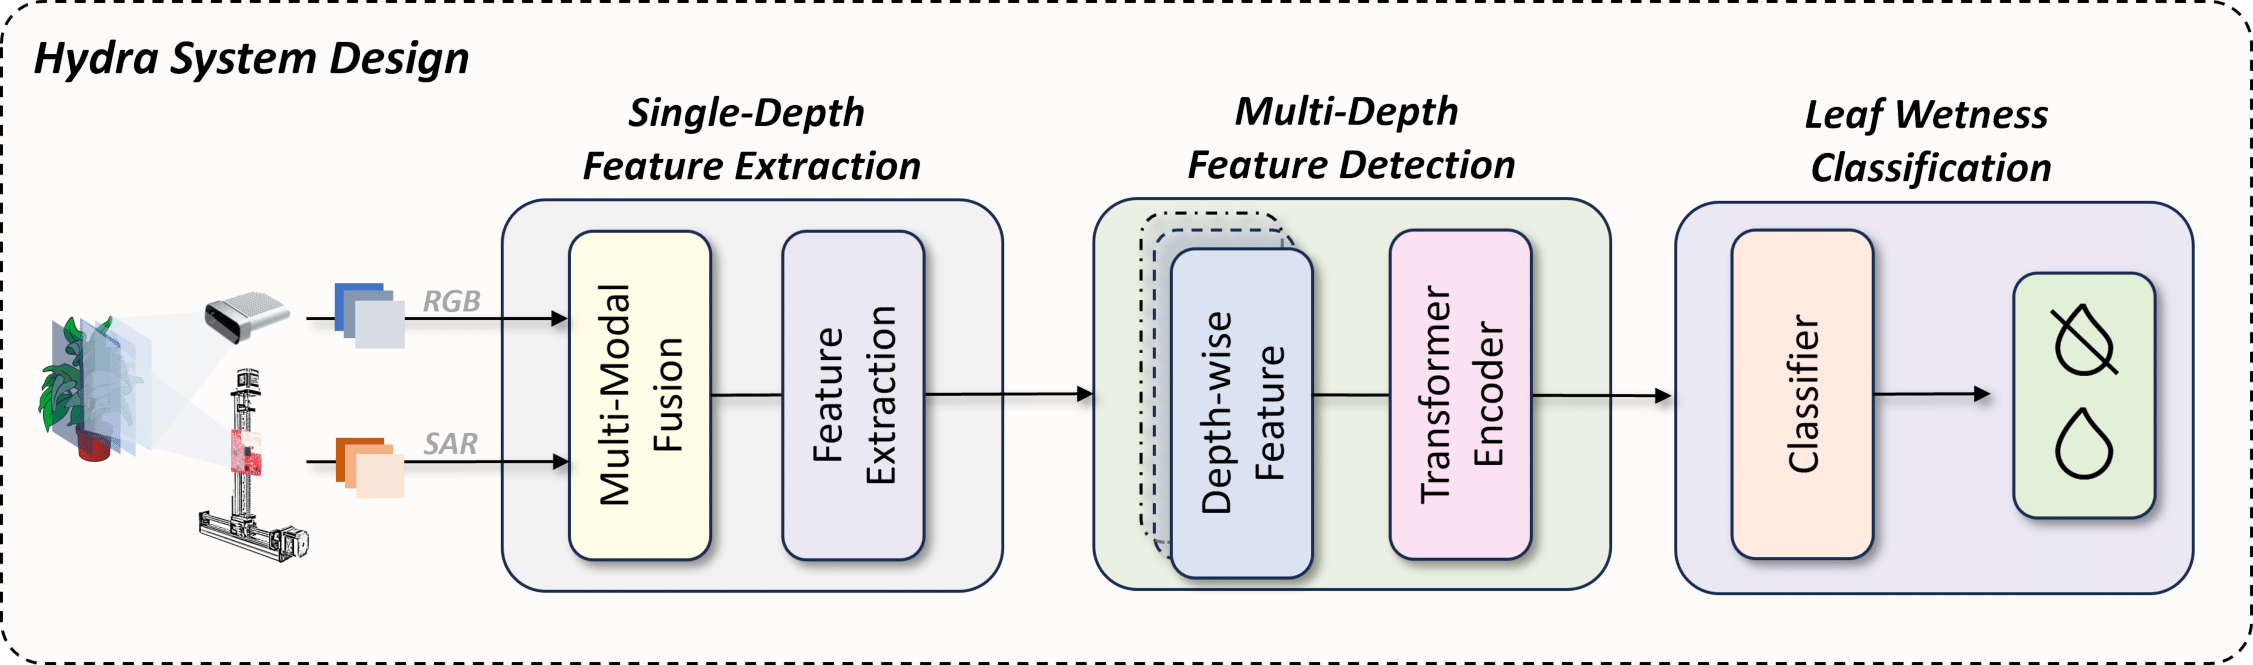 Hydra System Design
Single-Depth
Feature Extraction
Multi-Depth
Feature Detection
Leaf Wetness
Classification
RGB
SAR
Multi-Modal
Fusion
Feature
Extraction
Depth-wise
Feature
Transformer
Encoder
Classifier